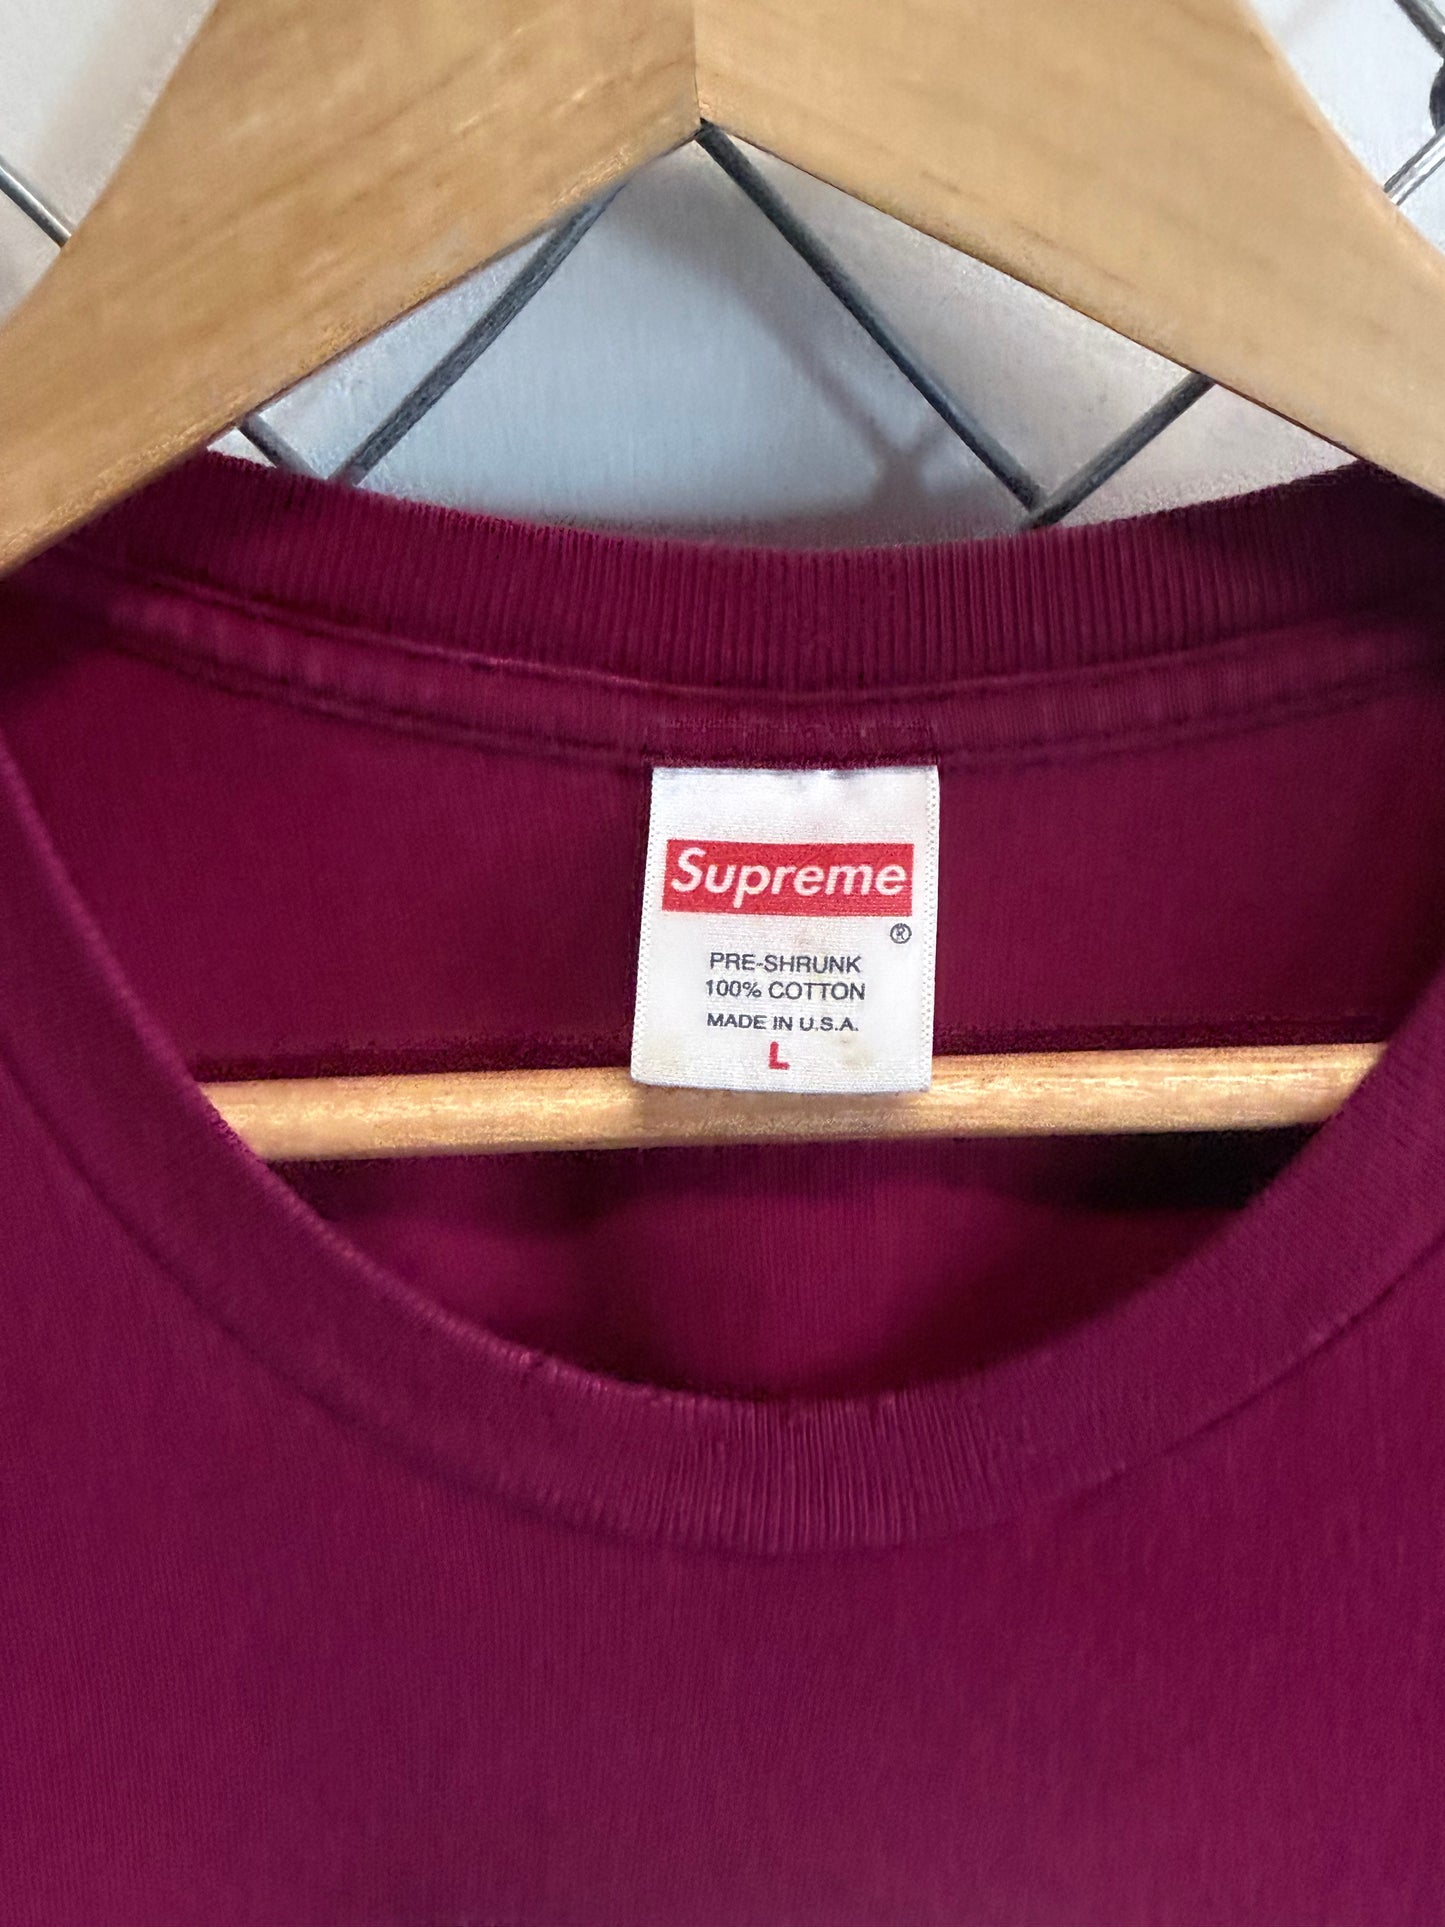 Supreme
®
PRE-SHRUNK
100% COTTON
MADE IN U.S.A.
L